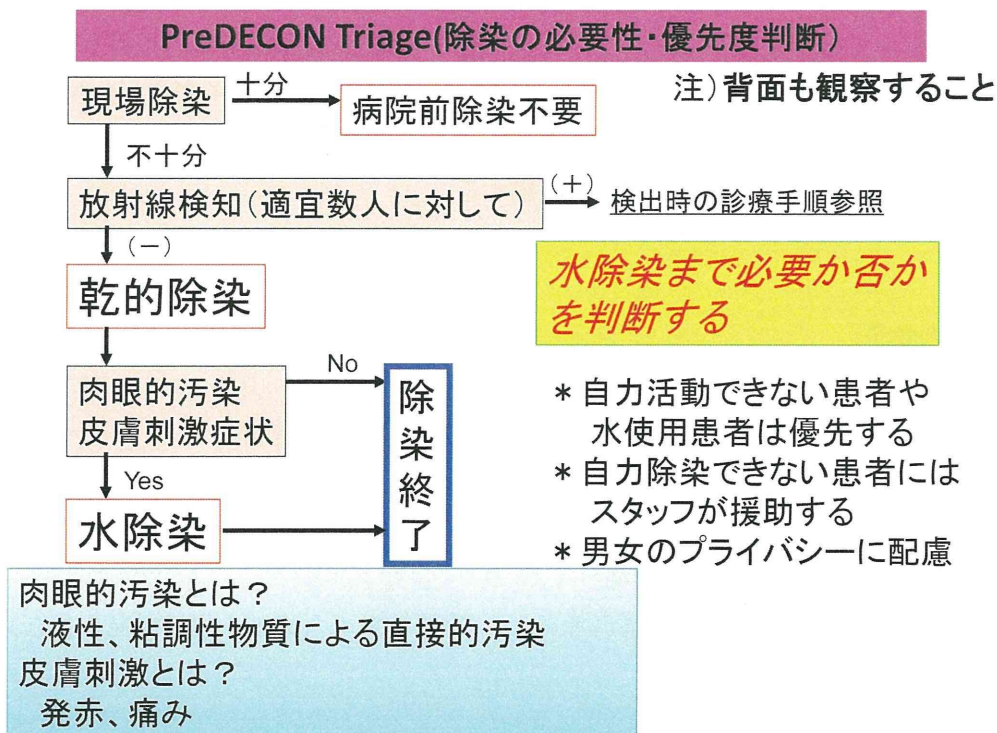 PreDECON Triage(除染の必要性・優先度判断）
注）背面も観察すること
現場除染
十分
病院前除染不要
不十分
放射線検知（適宜数人に対して）
（＋）
検出時の診療手順参照
（－）
乾的除染
水除染まで必要か否か
を判断する
肉眼的汚染
皮膚刺激症状
No
除染終了
Yes
水除染
＊自力活動できない患者や
水使用患者は優先する
＊自力除染できない患者には
スタッフが援助する
＊男女のプライバシーに配慮
肉眼的汚染とは？
液性、粘調性物質による直接的汚染
皮膚刺激とは？
発赤、痛み